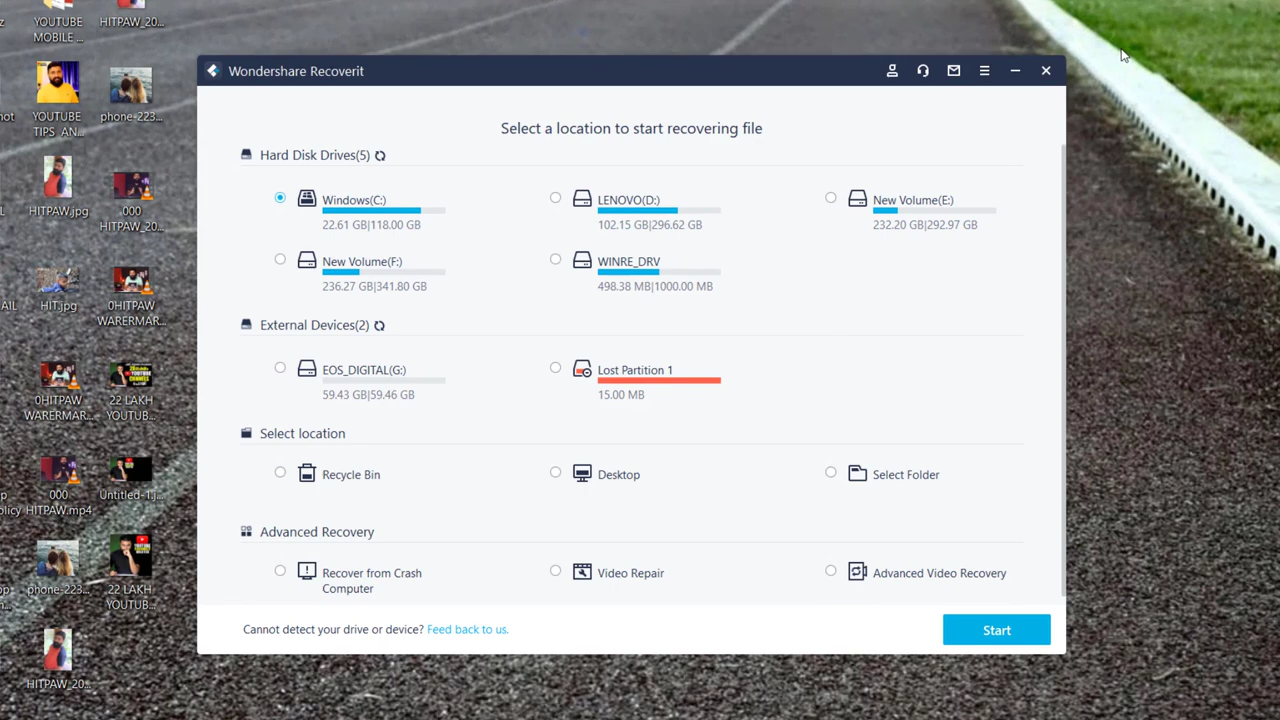 YOUTUBE
MOBILE ...
HITPAW_20...
YOUTUBE
TIPS_AN...
phone-223...
HITPAW.jpg
.000
HITPAW_20...
HIT.jpg
0HITPAW
WARERMAR...
0HITPAW
WARERMAR...
22 LAKH
YOUTUB...
000
HITPAW.mp4
Untitled-1.j...
phone-223...
22 LAKH
YOUTUB...
HITPAW_20...
Wondershare Recoverit
Select a location to start recovering file
Hard Disk Drives(5)
Windows(C:)
22.61 GB|118.00 GB
LENOVO(D:)
102.15 GB|296.62 GB
New Volume(E:)
232.20 GB|292.97 GB
New Volume(F:)
236.27 GB|341.80 GB
WINRE_DRV
498.38 MB|1000.00 MB
External Devices(2)
EOS_DIGITAL(G:)
59.43 GB|59.46 GB
Lost Partition 1
15.00 MB
Select location
Recycle Bin
Desktop
Select Folder
Advanced Recovery
Recover from Crash
Computer
Video Repair
Advanced Video Recovery
Cannot detect your drive or device? Feed back to us.
Start